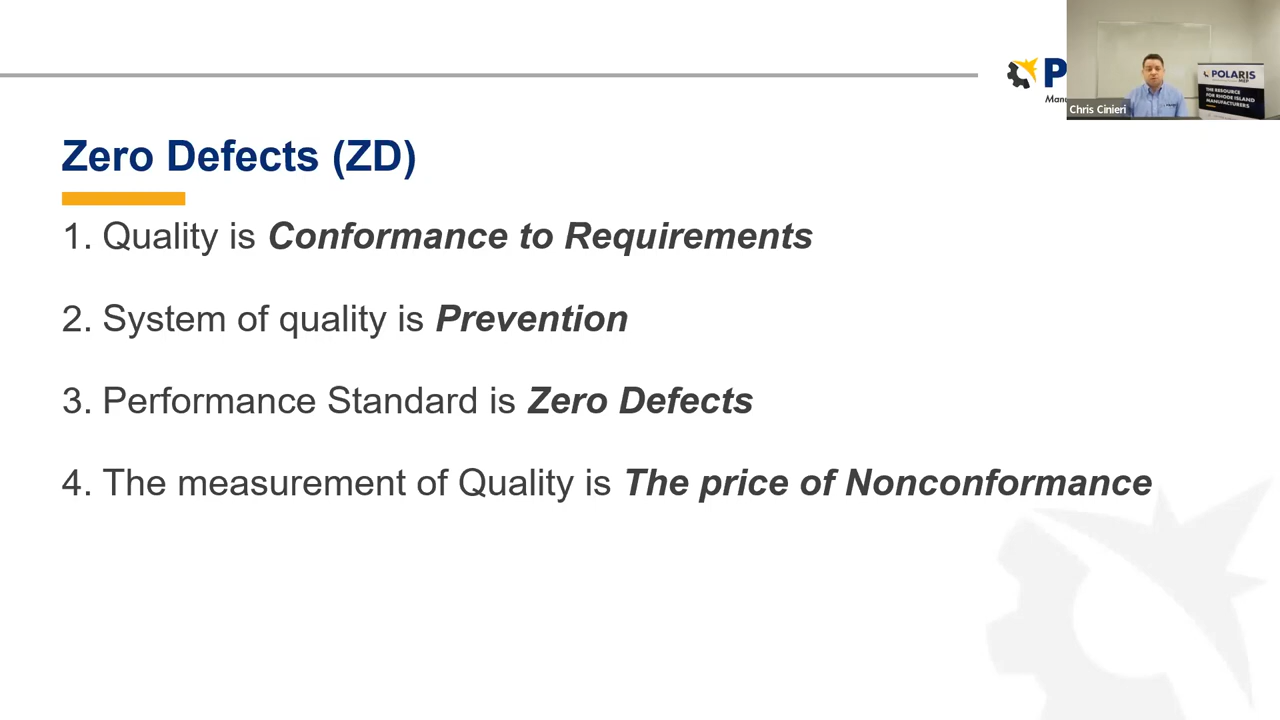 Zero Defects (ZD)
1. Quality is Conformance to Requirements
2. System of quality is Prevention
3. Performance Standard is Zero Defects
4. The measurement of Quality is The price of Nonconformance
P
Manu
Chris Cinieri
POLARIS
MEP
THE RESOURCE
FOR RHODE ISLAND
MANUFACTURERS